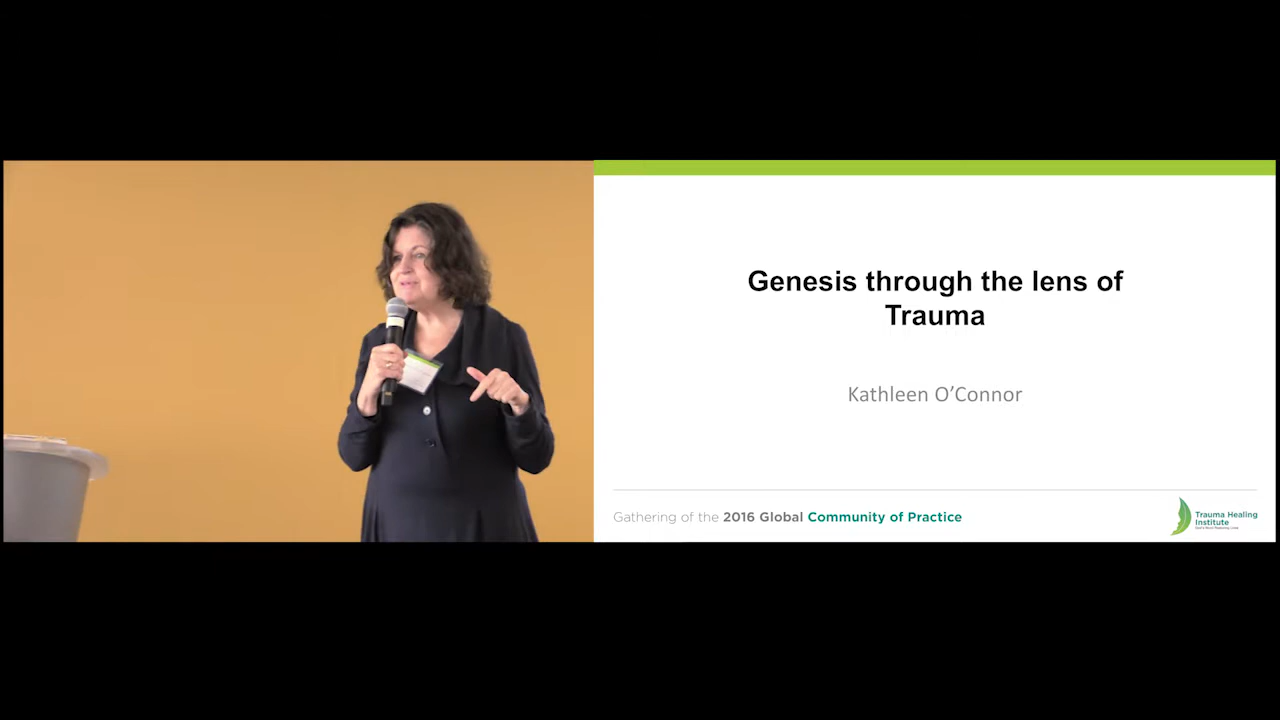 Genesis through the lens of
Trauma
Kathleen O’Connor
Gathering of the 2016 Global Community of Practice
Trauma Healing
Institute